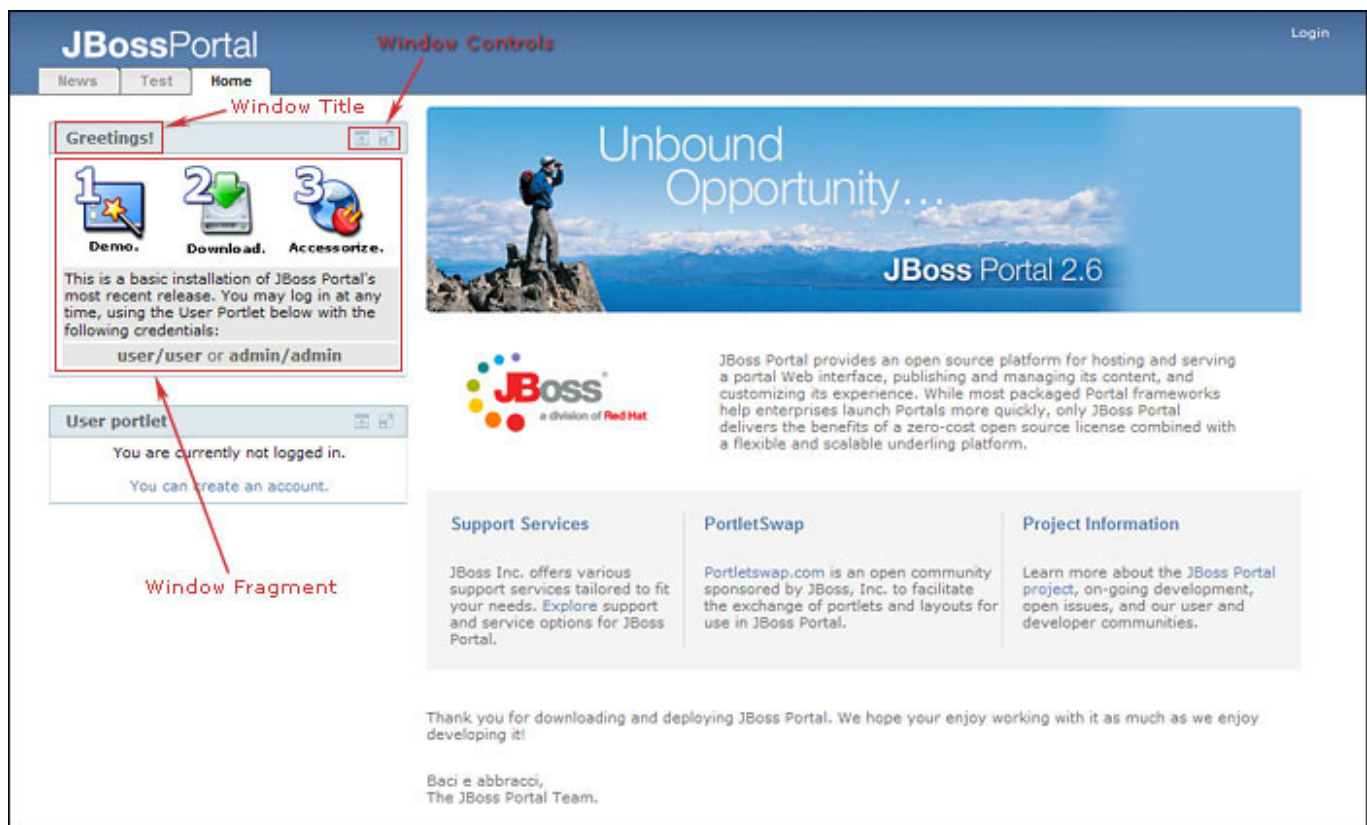 JBossPortal
Window Controls
Login
News
Test
Home
Window Title
Greetings!
1
2
3
Demo.
Download.
Accessorize.
This is a basic installation of JBoss Portal's
most recent release. You may log in at any
time, using the User Portlet below with the
following credentials:
user/user or admin/admin
User portlet
You are currently not logged in.
You can create an account.
Window Fragment
Unbound
Opportunity...
JBoss Portal 2.6
JBoss
a division of Red Hat
JBoss Portal provides an open source platform for hosting and serving
a portal Web interface, publishing and managing its content, and
customizing its experience. While most packaged Portal frameworks
help enterprises launch Portals more quickly, only JBoss Portal
delivers the benefits of a zero-cost open source license combined with
a flexible and scalable underling platform.
Support Services
JBoss Inc. offers various
support services tailored to fit
your needs. Explore support
and service options for JBoss
Portal.
PortletSwap
Portletswap.com is an open community
sponsored by JBoss, Inc. to facilitate
the exchange of portlets and layouts for
use in JBoss Portal.
Project Information
Learn more about the JBoss Portal
project, on-going development,
open issues, and our user and
developer communities.
Thank you for downloading and deploying JBoss Portal. We hope your enjoy working with it as much as we enjoy
developing it!
Baci e abbracci,
The JBoss Portal Team.